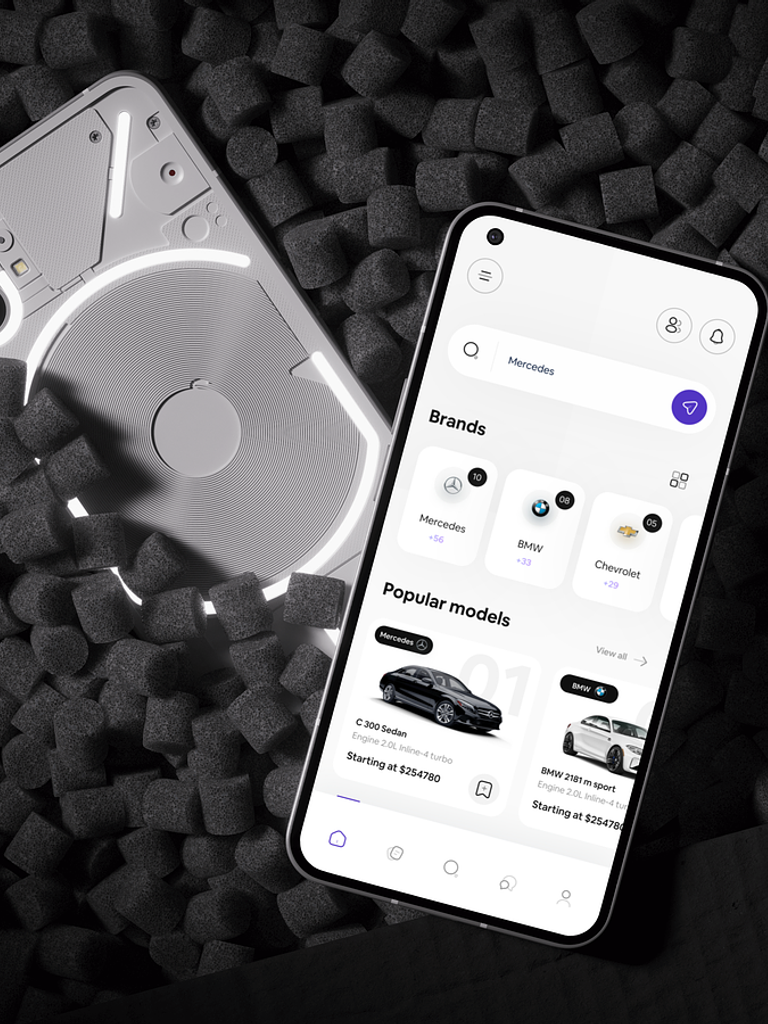 Mercedes
Brands
10
Mercedes
+56
08
BMW
+33
05
Chevrolet
+29
Popular models
View all
Mercedes
01
C 300 Sedan
Engine 2.0L Inline-4 turbo
Starting at $254780
BMW
BMW 2181 m sport
Engine 2.0L Inline-4 tur
Starting at $254780